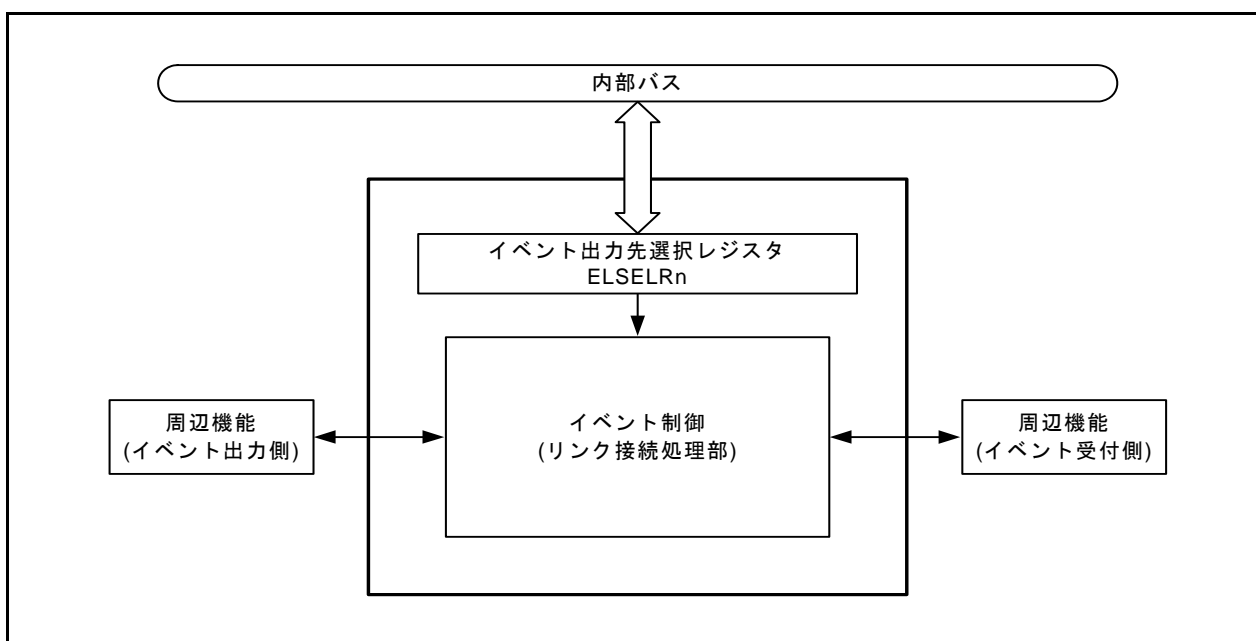 内部バス
イベント出力先選択レジスタ
ELSELRn
周辺機能
(イベント出力側)
イベント制御
(リンク接続処理部)
周辺機能
(イベント受付側)